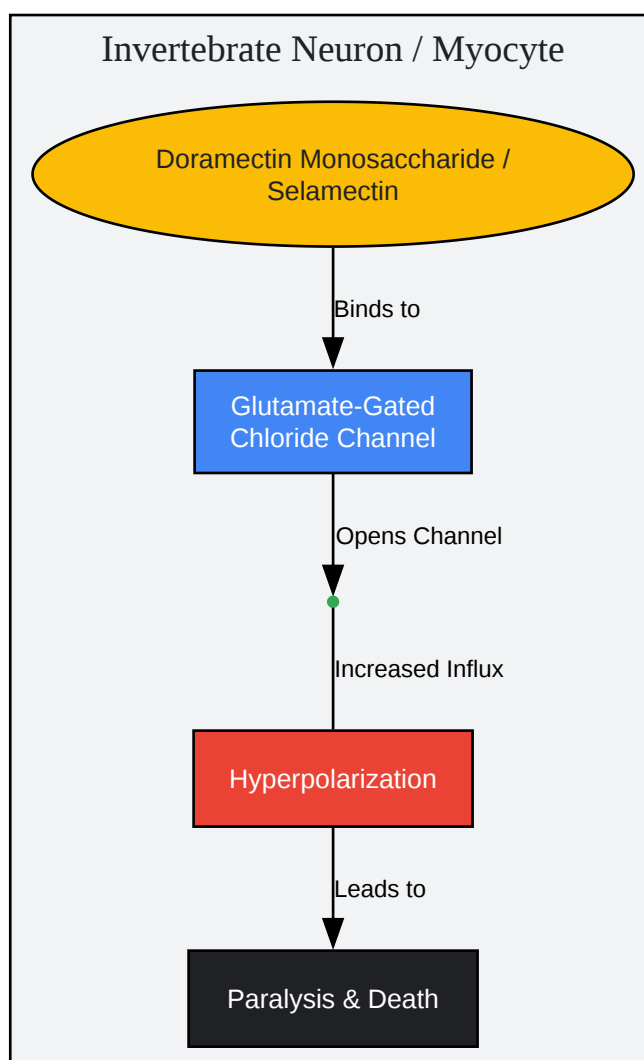 Invertebrate Neuron / Myocyte
Doramectin Monosaccharide /
Selamectin
Binds to
Glutamate-Gated
Chloride Channel
Opens Channel
Increased Influx
Hyperpolarization
Leads to
Paralysis & Death